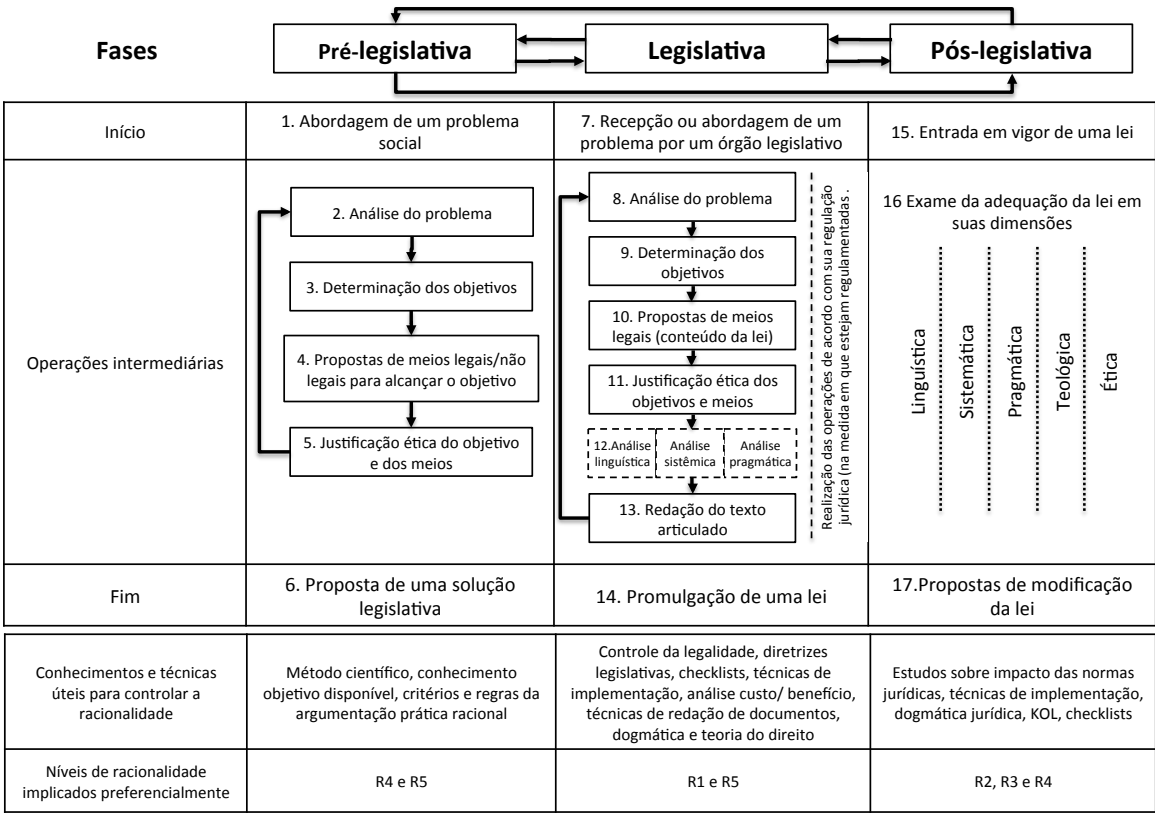 Fases
Pré-legislativa
Legislativa
Pós-legislativa
Início
1. Abordagem de um problema
social
7. Recepção ou abordagem de um
problema por um órgão legislativo
15. Entrada em vigor de uma lei
Operações intermediárias
2. Análise do problema
3. Determinação dos objetivos
4. Propostas de meios legais/não
legais para alcançar o objetivo
5. Justificação ética do objetivo
e dos meios
8. Análise do problema
9. Determinação dos
objetivos
10. Propostas de meios
legais (conteúdo da lei)
11. Justificação ética dos
objetivos e meios
12.Análise
linguística
Análise
sistêmica
Análise
pragmática
13. Redação do texto
articulado
Realização das operações de acordo com sua regulação
jurídica (na medida em que estejam regulamentadas .
16 Exame da adequação da lei em
suas dimensões
Linguística
Sistemática
Pragmática
Teológica
Ética
Fim
6. Proposta de uma solução
legislativa
14. Promulgação de uma lei
17.Propostas de modificação
da lei
Conhecimentos e técnicas
úteis para controlar a
racionalidade
Método científico, conhecimento
objetivo disponível, critérios e regras da
argumentação prática racional
Controle da legalidade, diretrizes
legislativas, checklists, técnicas de
implementação, análise custo/ benefício,
técnicas de redação de documentos,
dogmática e teoria do direito
Estudos sobre impacto das normas
jurídicas, técnicas de implementação,
dogmática jurídica, KOL, checklists
Níveis de racionalidade
implicados preferencialmente
R4 e R5
R1 e R5
R2, R3 e R4